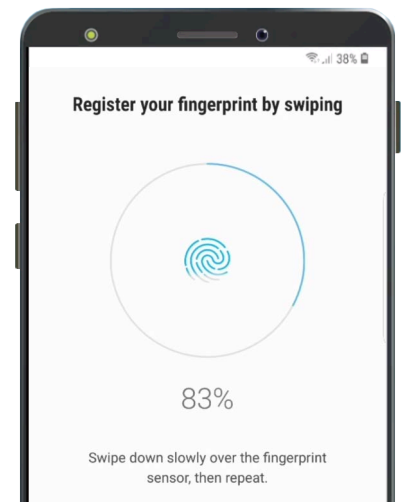 38%
Register your fingerprint by swiping
83%
Swipe down slowly over the fingerprint
sensor, then repeat.